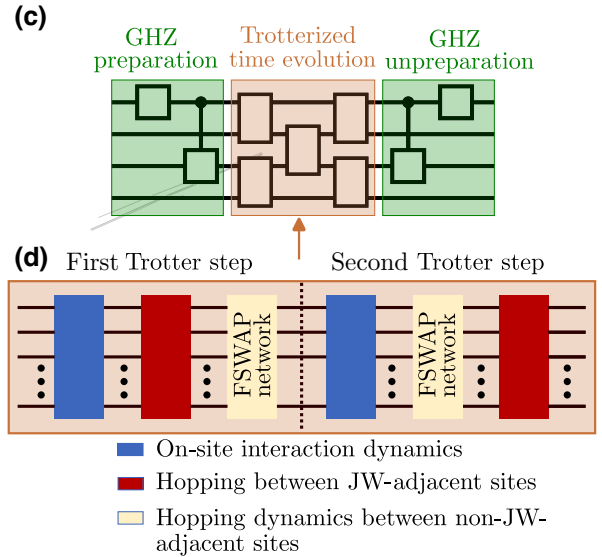 (c)
GHZ
preparation
Trotterized
time evolution
GHZ
unpreparation
(d)
First Trotter step
Second Trotter step
FSWAP
network
FSWAP
network
On-site interaction dynamics
Hopping between JW-adjacent sites
Hopping dynamics between non-JW-
adjacent sites